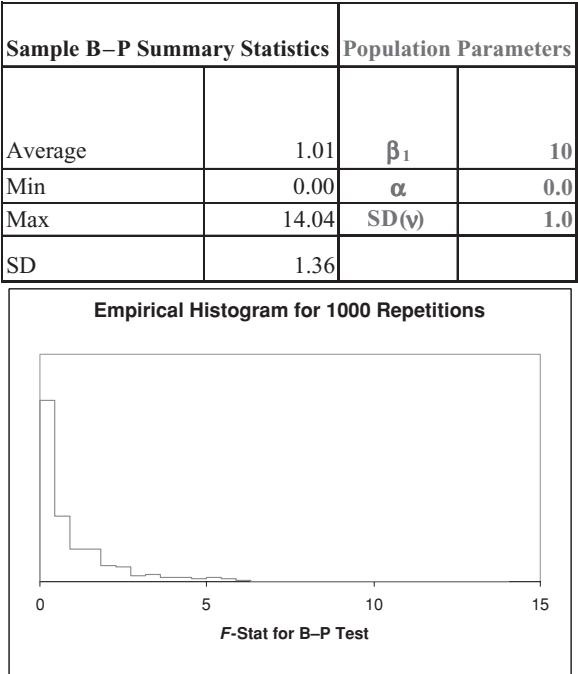 Sample B–P Summary Statistics Population Parameters
Average 1.01 β1 10
Min 0.00 α 0.0
Max 14.04 SD(ν) 1.0
SD 1.36
Empirical Histogram for 1000 Repetitions
0 5 10 15
F-Stat for B–P Test